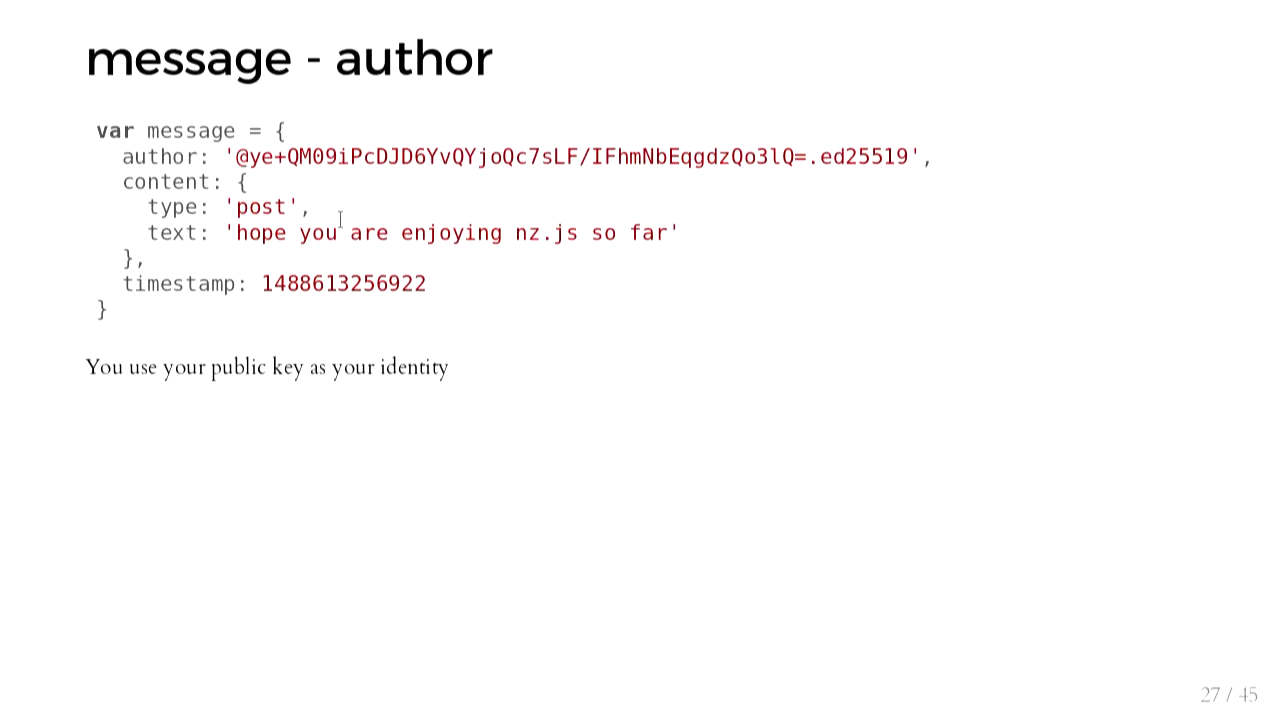 message - author
var message = {
  author: '@ye+QM09iPcDJD6YvQYjoQc7sLF/IFhmNbEqgdzQo3lQ=.ed25519',
  content: {
    type: 'post',
    text: 'hope you are enjoying nz.js so far'
  },
  timestamp: 1488613256922
}
You use your public key as your identity
27 / 45